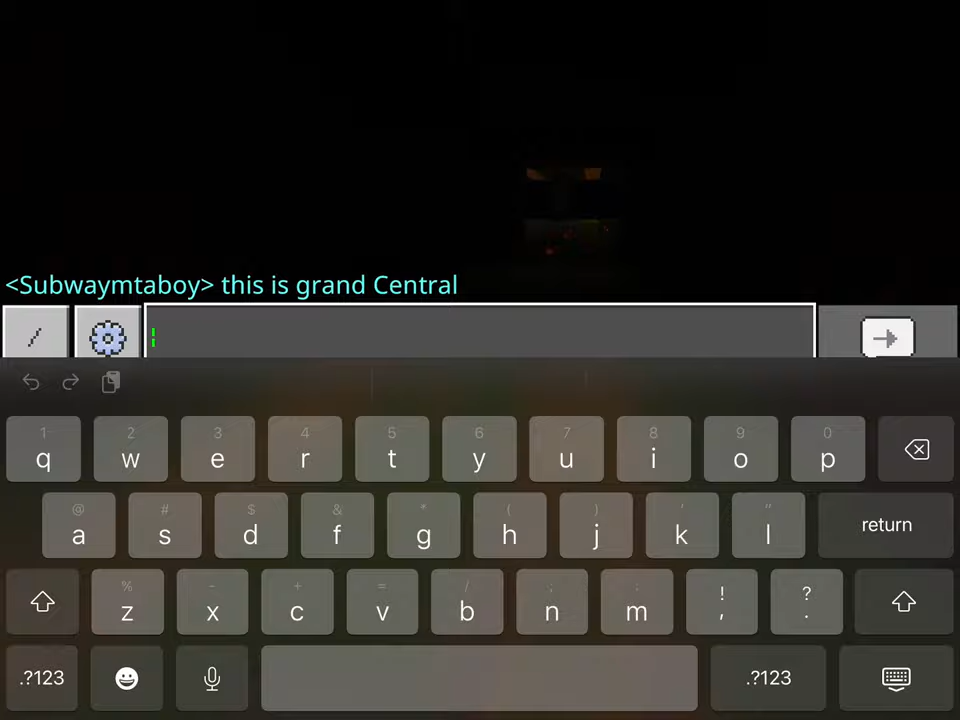 <Subwaymtaboy> this is grand Central
/
1 2 3 4 5 6 7 8 9 0
q w e r t y u i o p
@ # $ & * ( ) ' "
a s d f g h j k l return
% - + = / ; : ! ?
z x c v b n m , .
.?123 .?123